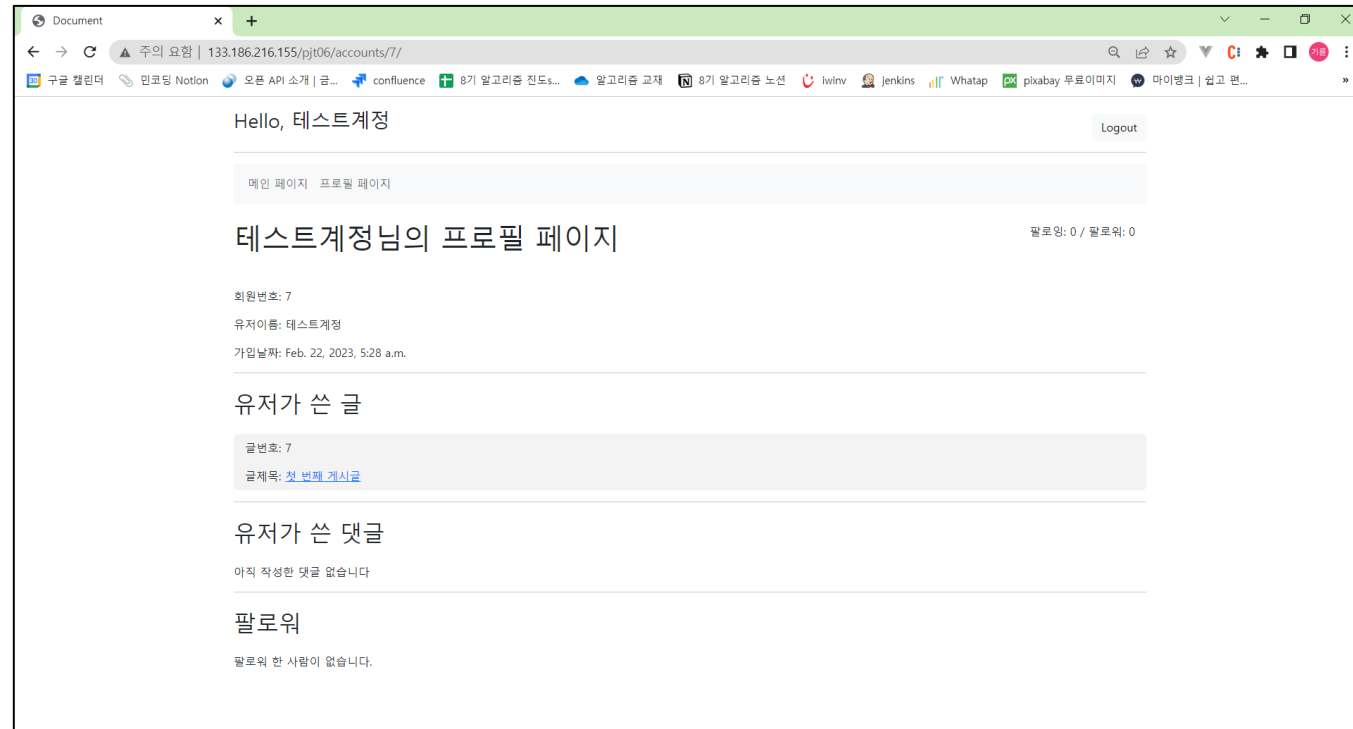 Document
주의 요함 | 133.186.216.155/pjt06/accounts/7/
기륜
30 구글 캘린더 민코딩 Notion 오픈 API 소개 | 금... confluence 8기 알고리즘 진도s... 알고리즘 교재 8기 알고리즘 노션 iwinv jenkins Whatap px pixabay 무료이미지 마이뱅크 | 쉽고 편... »
Hello, 테스트계정
Logout
메인 페이지 프로필 페이지
테스트계정님의 프로필 페이지
팔로잉: 0 / 팔로워: 0
회원번호: 7
유저이름: 테스트계정
가입날짜: Feb. 22, 2023, 5:28 a.m.
유저가 쓴 글
글번호: 7
글제목: 첫 번째 게시글
유저가 쓴 댓글
아직 작성한 댓글 없습니다
팔로워
팔로워 한 사람이 없습니다.